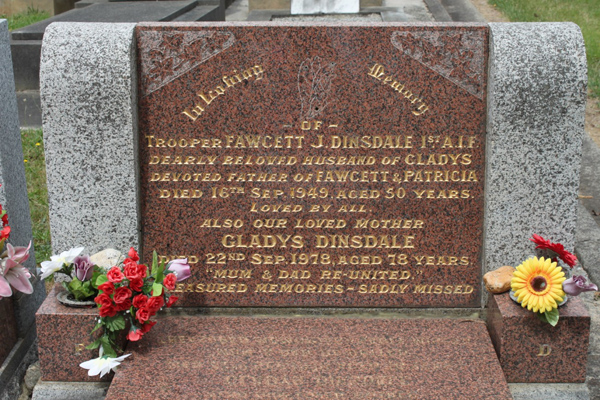 In Loving Memory
- OF -
TROOPER FAWCETT J. DINSDALE 1ST A.I.F.
DEARLY BELOVED HUSBAND OF GLADYS
DEVOTED FATHER OF FAWCETT & PATRICIA
DIED 16TH SEP. 1949, AGED 50 YEARS.
LOVED BY ALL.
ALSO OUR LOVED MOTHER
GLADYS DINSDALE
22ND SEP. 1978, AGED 78 YEARS.
"MUM & DAD RE-UNITED."
MEMORIES - SADLY MISSED
D